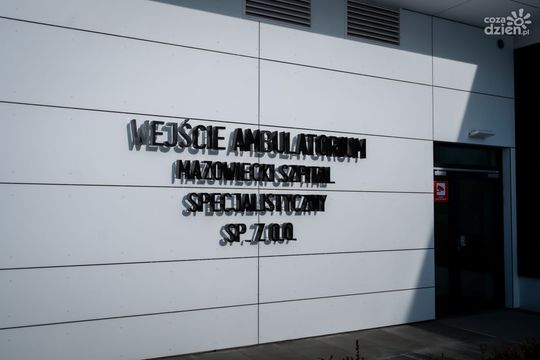 cozadzien.pl
WEJŚCIE AMBULATORIUM
MAZOWIECKI SZPITAL
SPECJALISTYCZNY
SP. Z O.O.